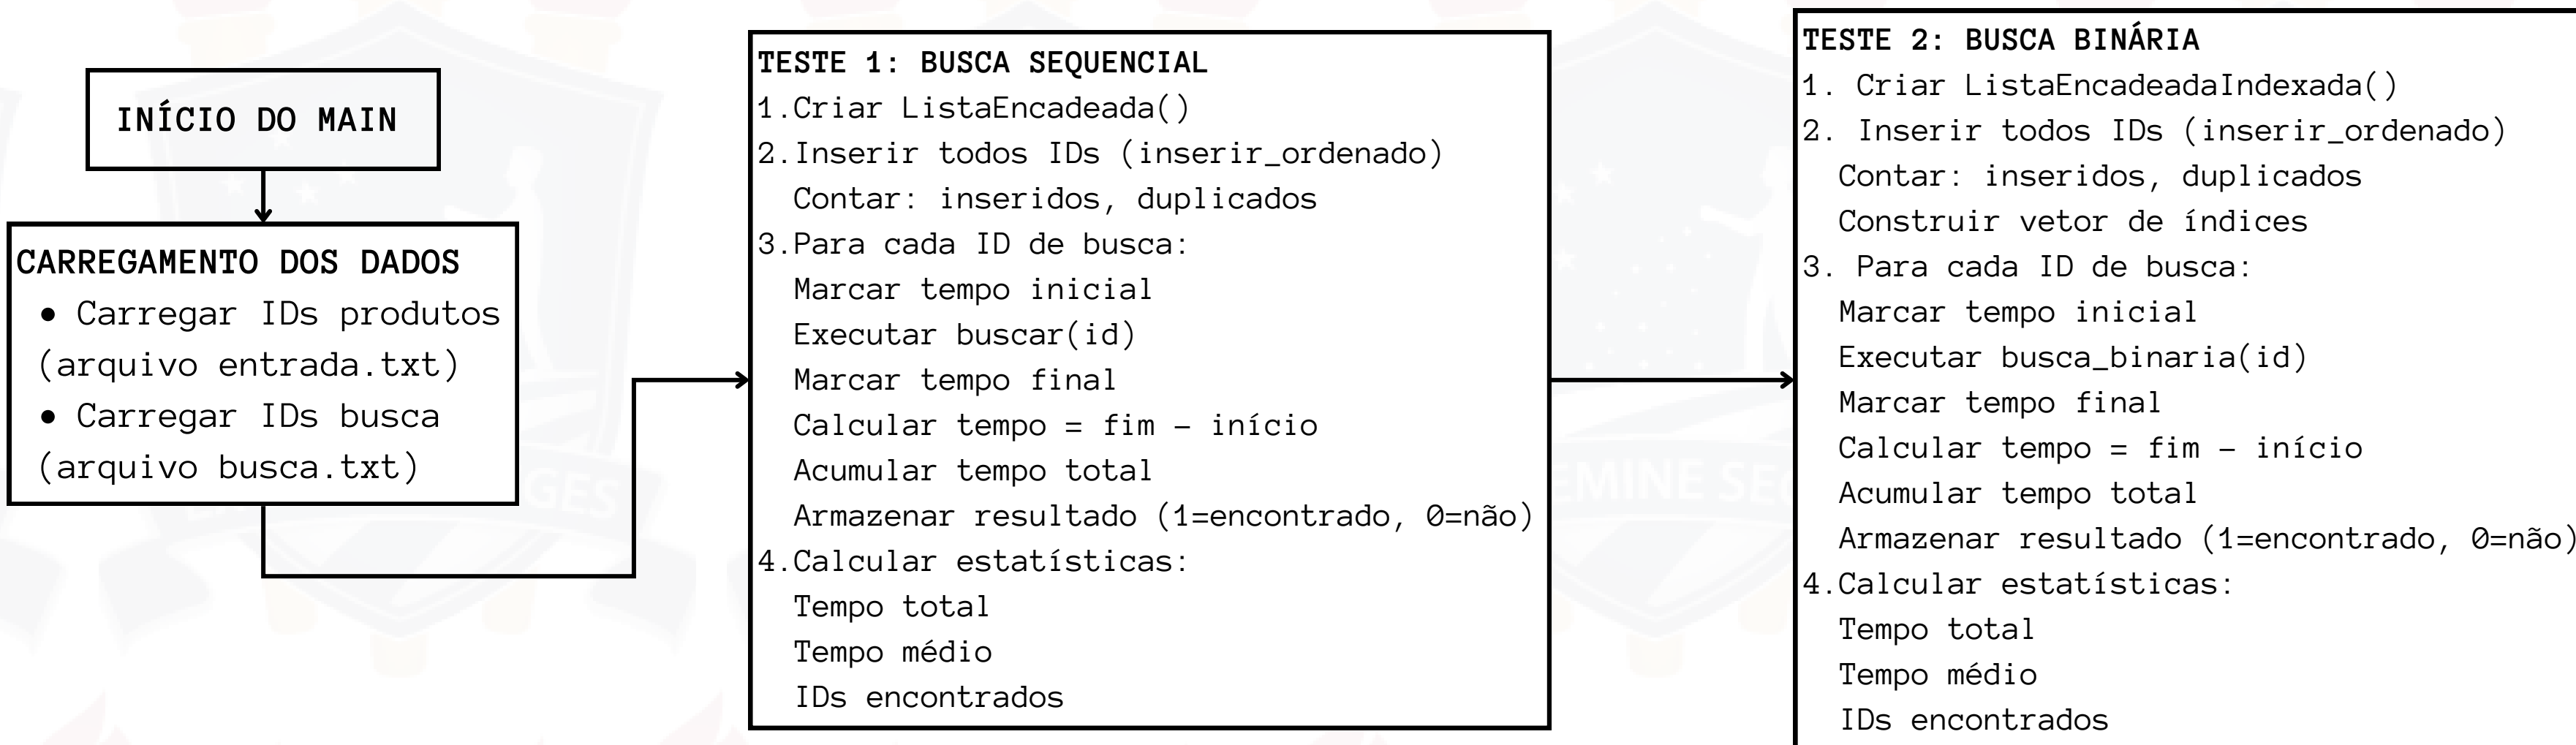 INÍCIO DO MAIN
CARREGAMENTO DOS DADOS
• Carregar IDs produtos
(arquivo entrada.txt)
• Carregar IDs busca
(arquivo busca.txt)
TESTE 1: BUSCA SEQUENCIAL
1.Criar ListaEncadeada()
2.Inserir todos IDs (inserir_ordenado)
Contar: inseridos, duplicados
3.Para cada ID de busca:
Marcar tempo inicial
Executar buscar(id)
Marcar tempo final
Calcular tempo = fim - início
Acumular tempo total
Armazenar resultado (1=encontrado, 0=não)
4.Calcular estatísticas:
Tempo total
Tempo médio
IDs encontrados
TESTE 2: BUSCA BINÁRIA
1. Criar ListaEncadeadaIndexada()
2. Inserir todos IDs (inserir_ordenado)
Contar: inseridos, duplicados
Construir vetor de índices
3. Para cada ID de busca:
Marcar tempo inicial
Executar busca_binaria(id)
Marcar tempo final
Calcular tempo = fim - início
Acumular tempo total
Armazenar resultado (1=encontrado, 0=não)
4.Calcular estatísticas:
Tempo total
Tempo médio
IDs encontrados